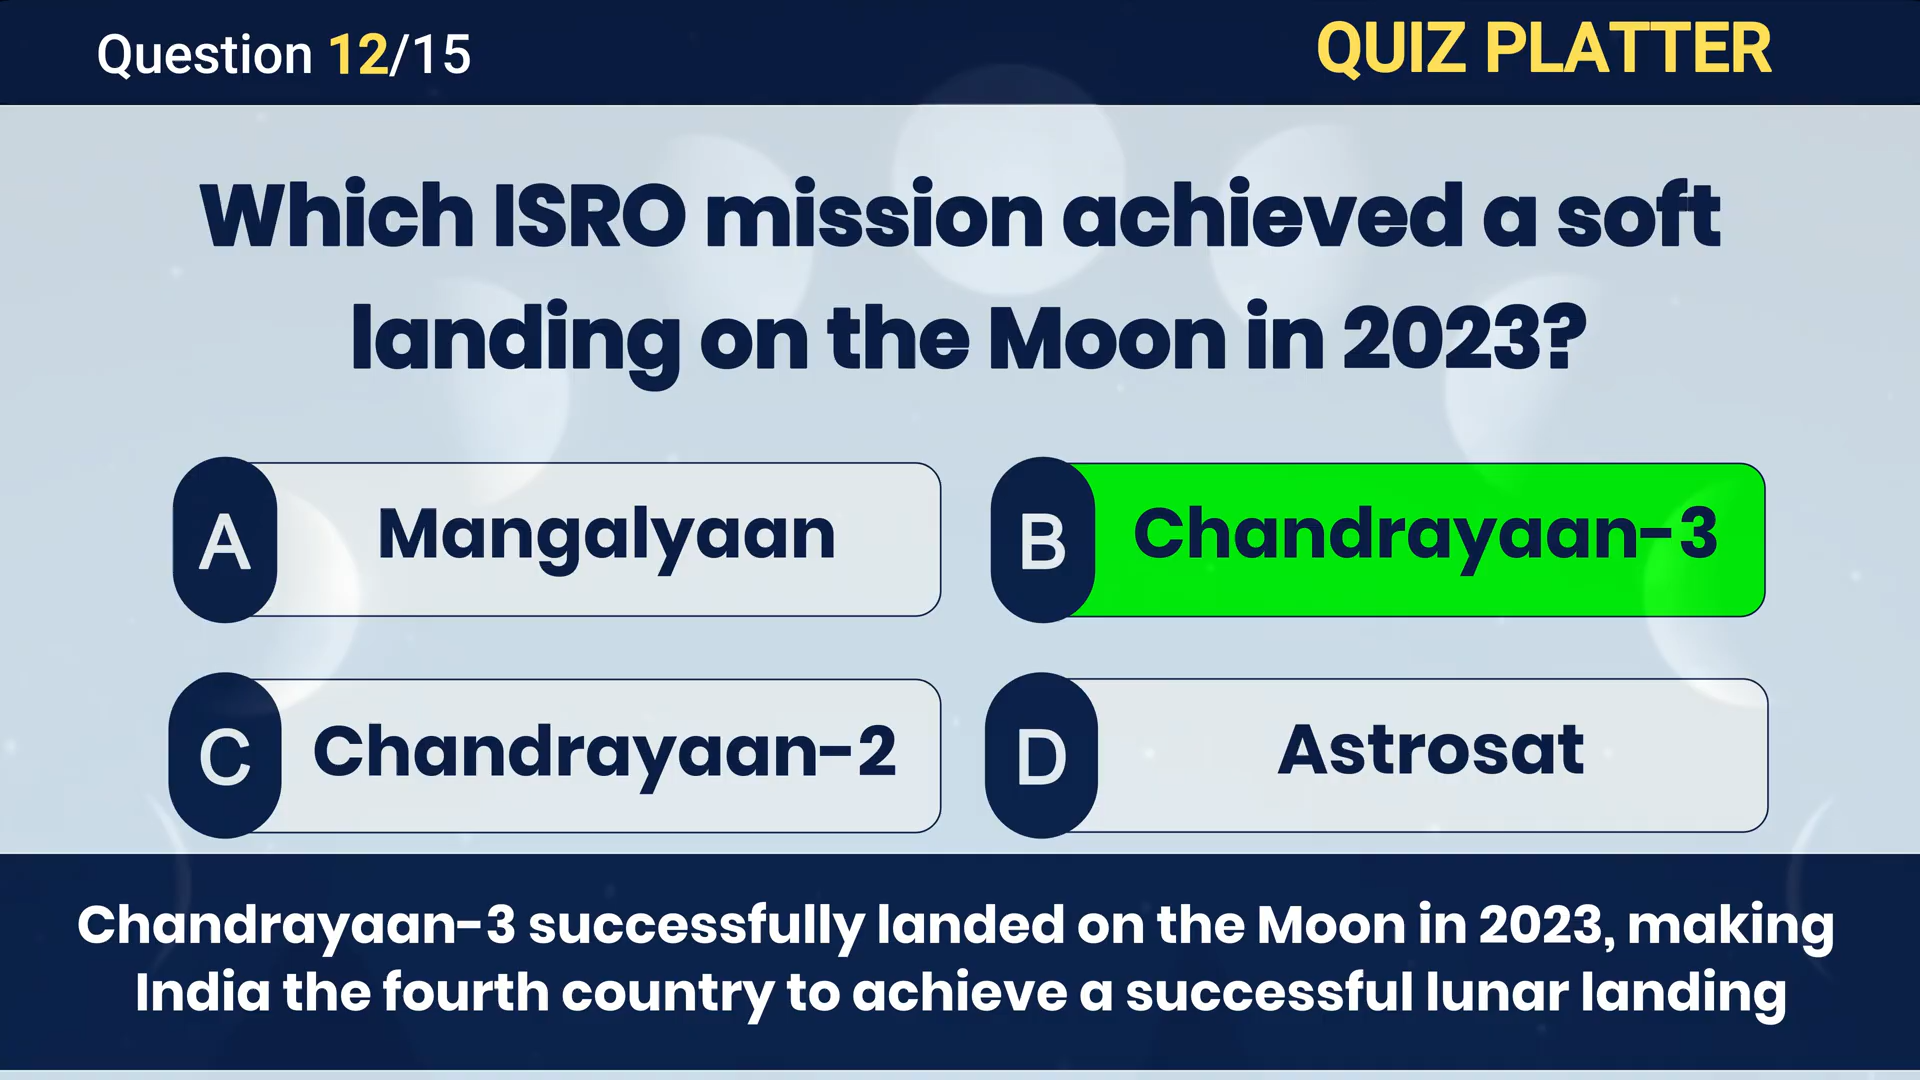 Question 12/15
QUIZ PLATTER
Which ISRO mission achieved a soft
landing on the Moon in 2023?
A Mangalyaan
B Chandrayaan-3
C Chandrayaan-2
D Astrosat
Chandrayaan-3 successfully landed on the Moon in 2023, making
India the fourth country to achieve a successful lunar landing